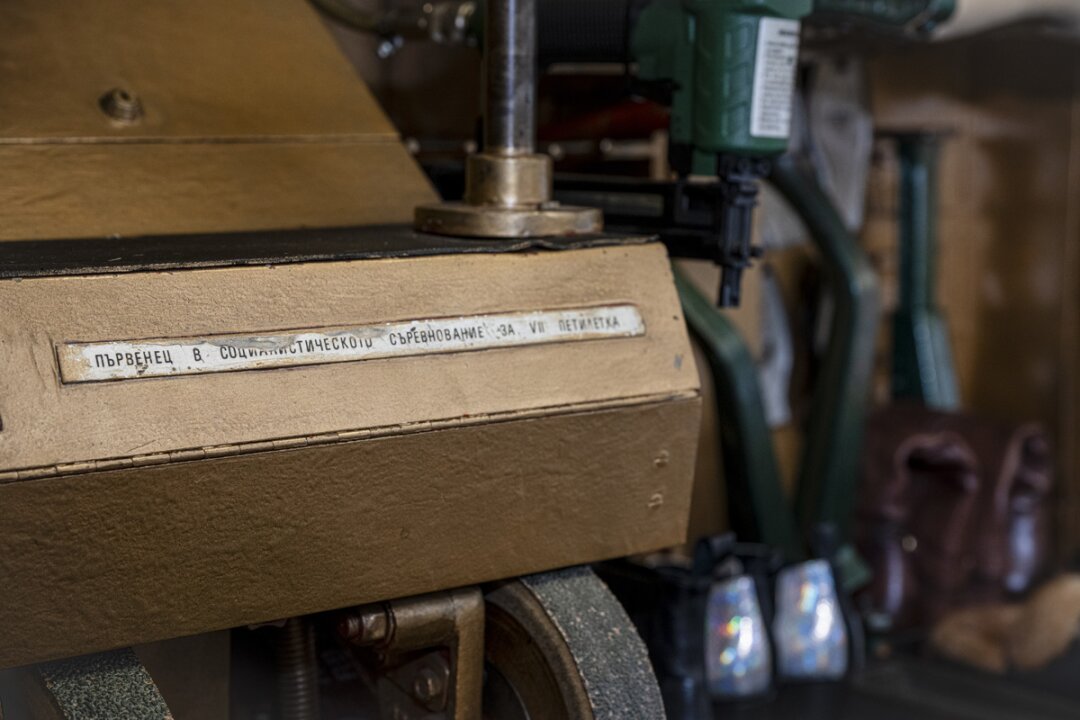 ПЪРВЕНЕЦ В СОЦИАЛИСТИЧЕСКОТО СЪРЕВНОВАНИЕ ЗА VII ПЕТИЛЕТКА